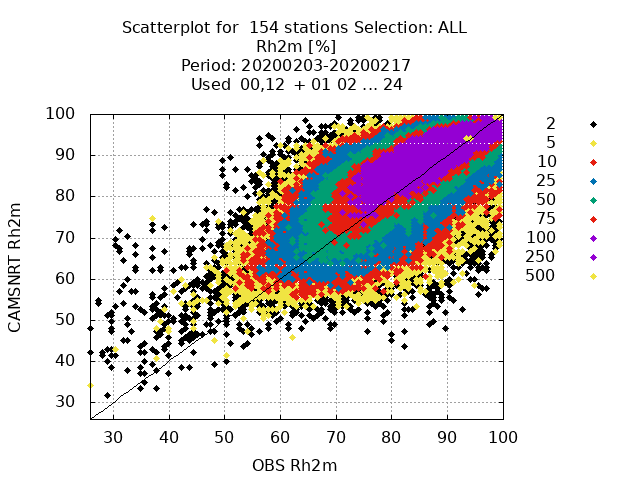 Scatterplot for  154 stations Selection: ALL
Rh2m [%]
Period: 20200203-20200217
Used  00,12  + 01 02 ... 24
CAMSNRT Rh2m
100
90
80
70
60
50
40
30
30 40 50 60 70 80 90 100
OBS Rh2m
2
5
10
25
50
75
100
250
500